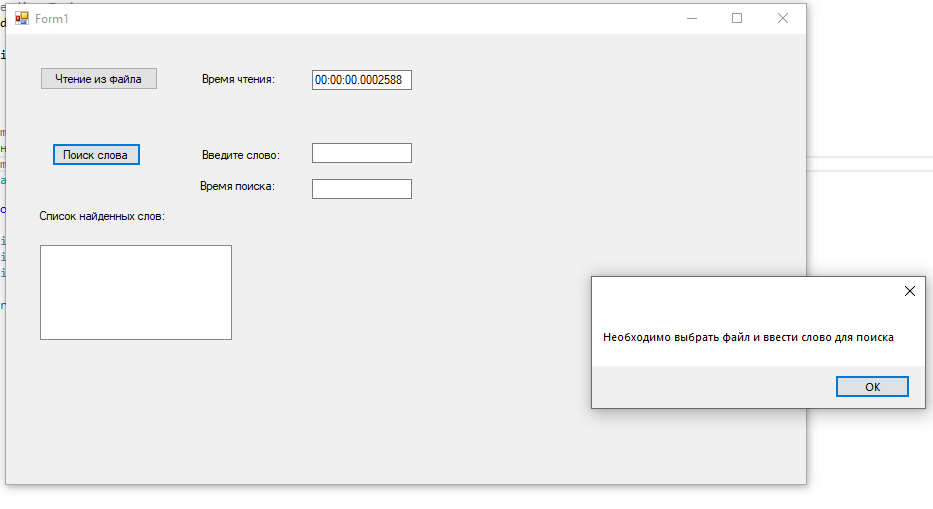 Form1
Чтение из файла
Время чтения:
00:00:00.0002588
Поиск слова
Введите слово:
Время поиска:
Список найденных слов:
Необходимо выбрать файл и ввести слово для поиска
OK